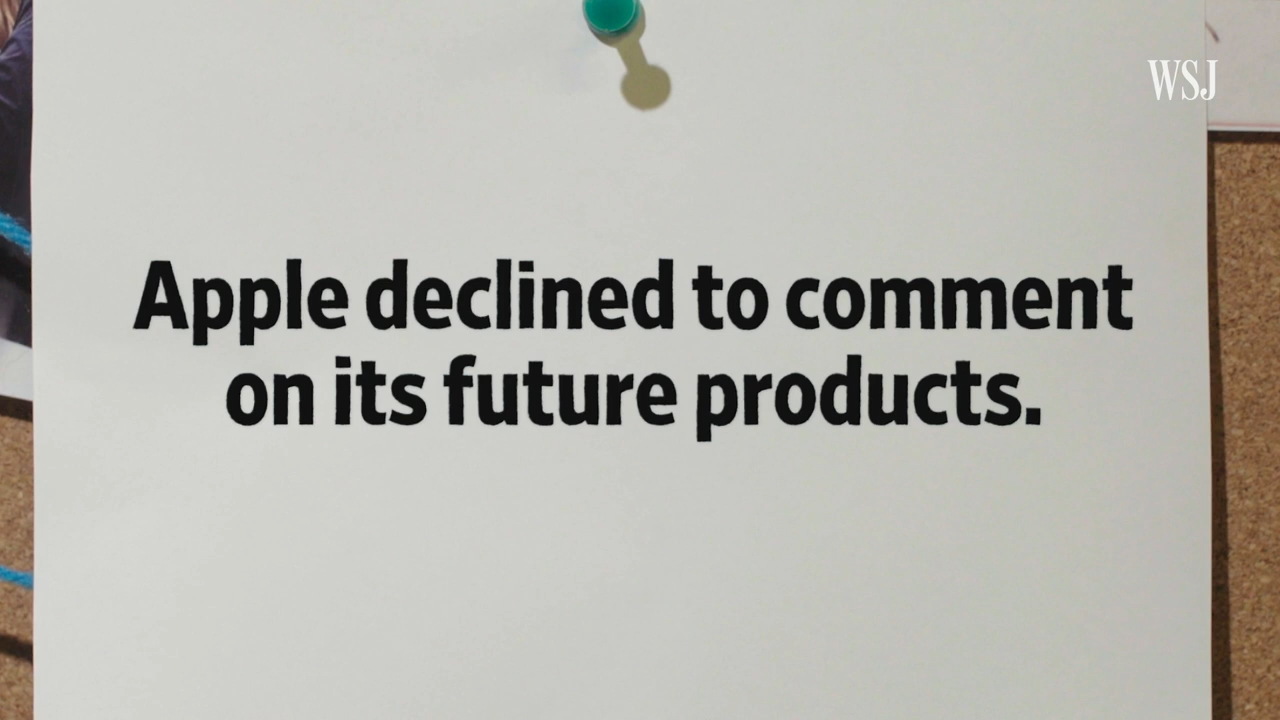 WSJ
Apple declined to comment
on its future products.